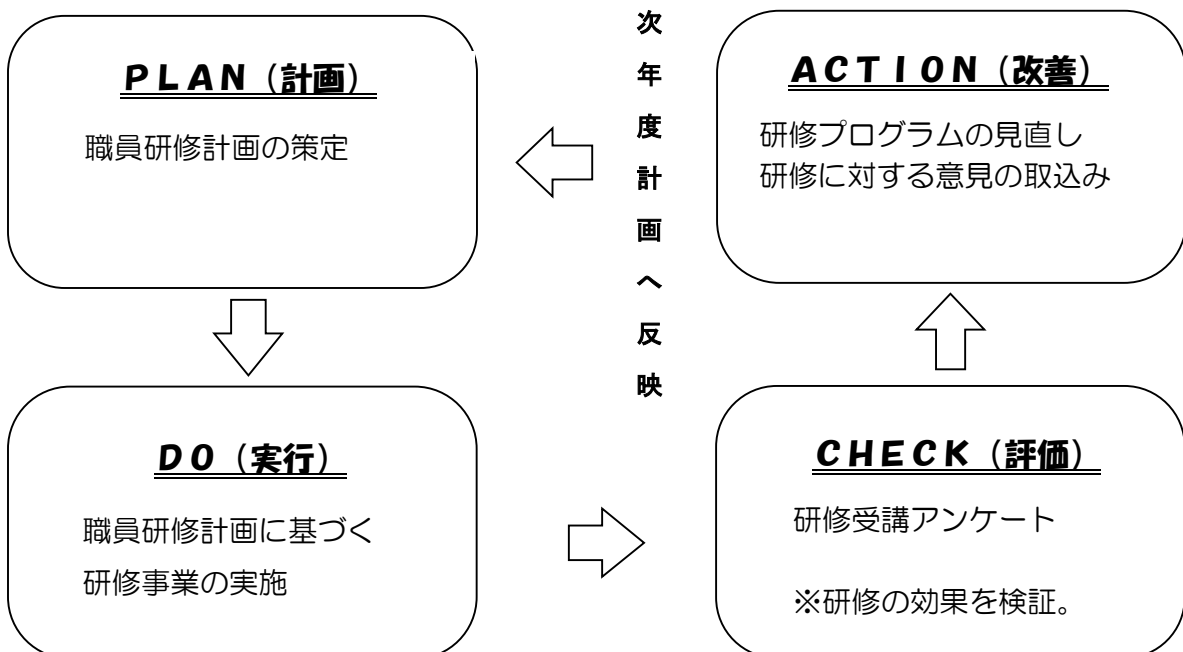 PLAN（計画）
職員研修計画の策定
次年度計画へ反映
ACTION（改善）
研修プログラムの見直し
研修に対する意見の取込み
DO（実行）
職員研修計画に基づく
研修事業の実施
CHECK（評価）
研修受講アンケート
※研修の効果を検証。